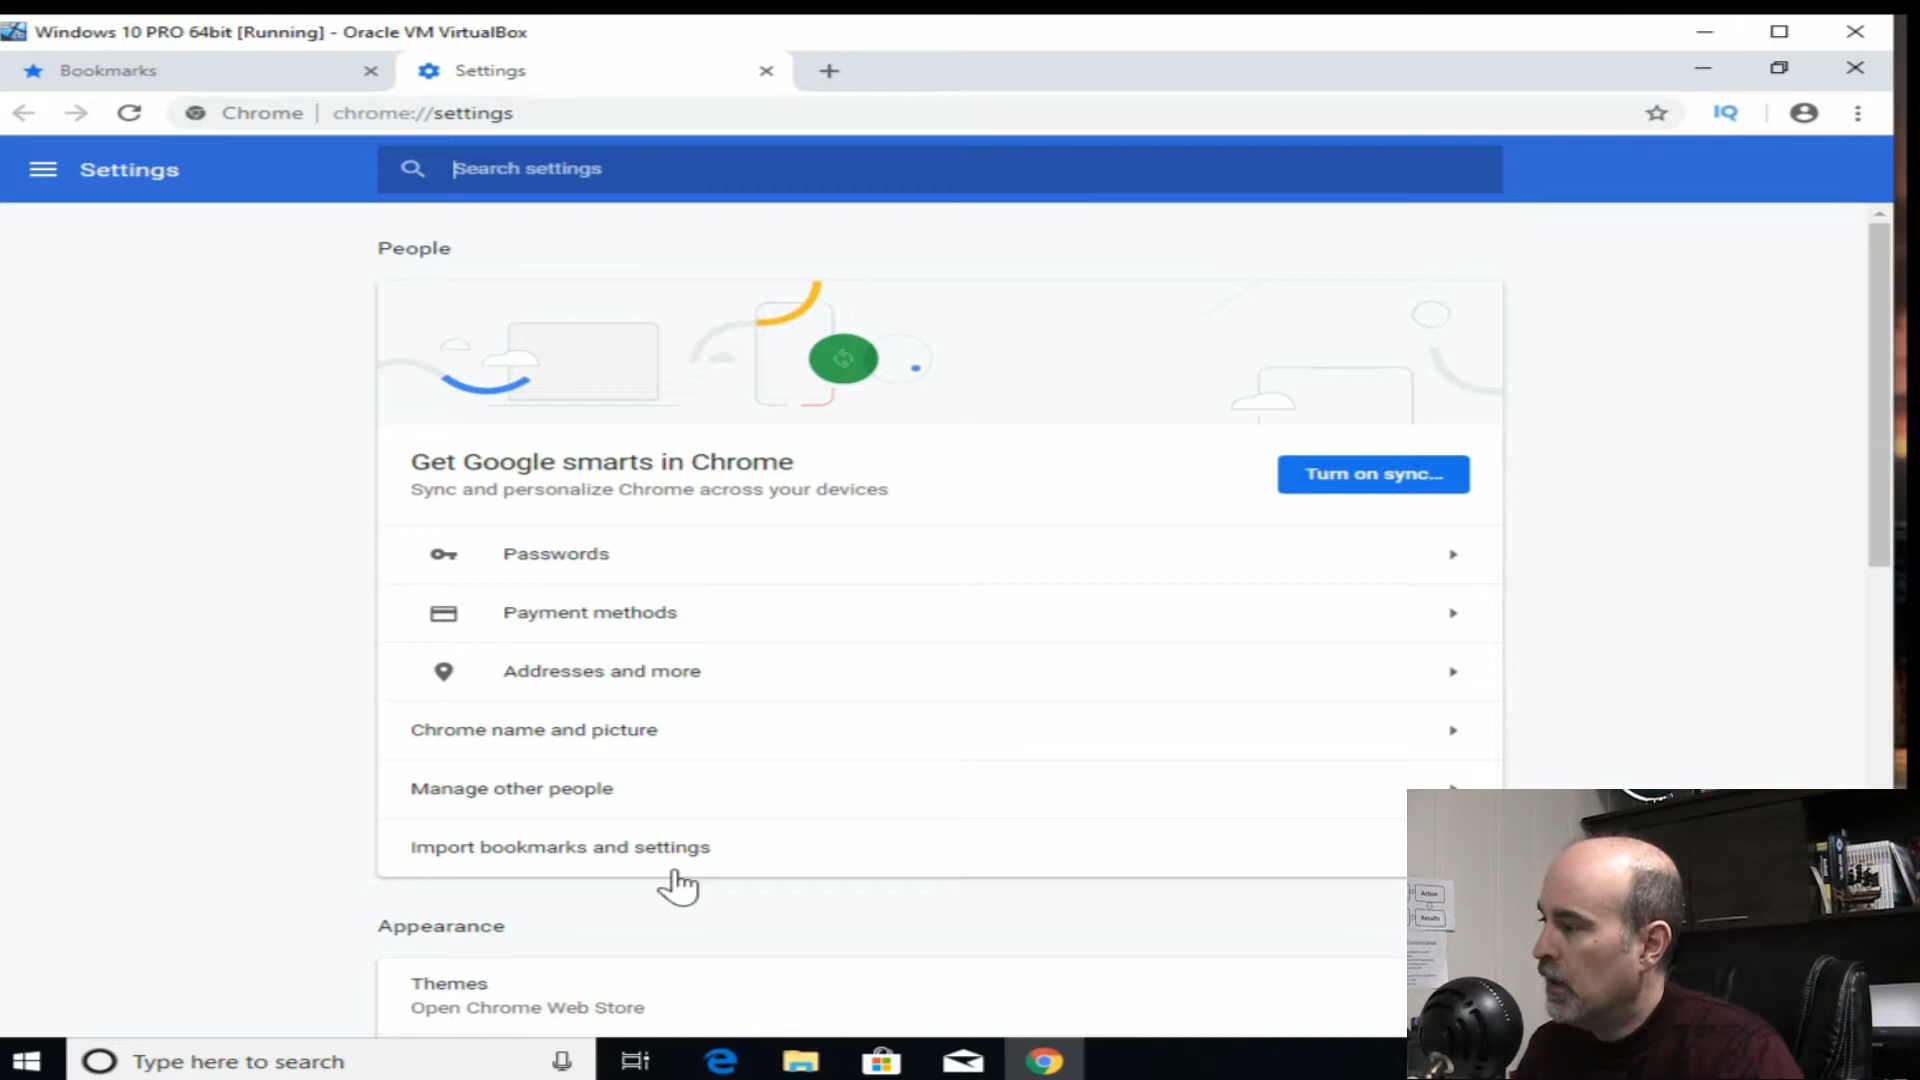 Windows 10 PRO 64bit [Running] - Oracle VM VirtualBox
Bookmarks
Settings
Chrome | chrome://settings
IQ
Settings
Search settings
People
Get Google smarts in Chrome
Sync and personalize Chrome across your devices
Turn on sync...
Passwords
Payment methods
Addresses and more
Chrome name and picture
Manage other people
Import bookmarks and settings
Appearance
Themes
Open Chrome Web Store
Action
Results
Type here to search